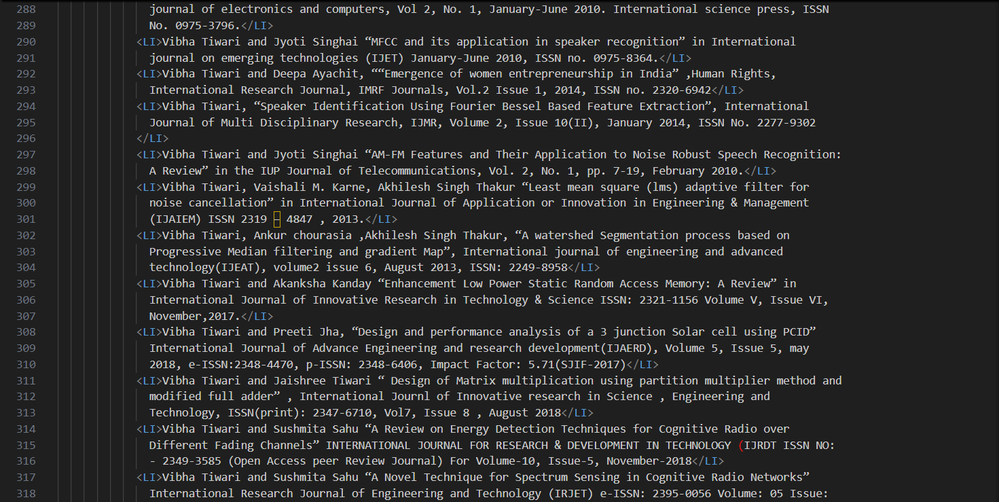 288 journal of electronics and computers, Vol 2, No. 1, January-June 2010. International science press, ISSN
289 No. 0975-3796.</LI>
290 <LI>Vibha Tiwari and Jyoti Singhai “MFCC and its application in speaker recognition” in International
291 journal on emerging technologies (IJET) January-June 2010, ISSN no. 0975-8364.</LI>
292 <LI>Vibha Tiwari and Deepa Ayachit, ““Emergence of women entrepreneurship in India” ,Human Rights,
293 International Research Journal, IMRF Journals, Vol.2 Issue 1, 2014, ISSN no. 2320-6942</LI>
294 <LI>Vibha Tiwari, “Speaker Identification Using Fourier Bessel Based Feature Extraction”, International
295 Journal of Multi Disciplinary Research, IJMR, Volume 2, Issue 10(II), January 2014, ISSN No. 2277-9302
296 </LI>
297 <LI>Vibha Tiwari and Jyoti Singhai “AM-FM Features and Their Application to Noise Robust Speech Recognition:
298 A Review” in the IUP Journal of Telecommunications, Vol. 2, No. 1, pp. 7-19, February 2010.</LI>
299 <LI>Vibha Tiwari, Vaishali M. Karne, Akhilesh Singh Thakur “Least mean square (lms) adaptive filter for
300 noise cancellation” in International Journal of Application or Innovation in Engineering & Management
301 (IJAIEM) ISSN 2319 – 4847 , 2013.</LI>
302 <LI>Vibha Tiwari, Ankur chourasia ,Akhilesh Singh Thakur, “A watershed Segmentation process based on
303 Progressive Median filtering and gradient Map”, International journal of engineering and advanced
304 technology(IJEAT), volume2 issue 6, August 2013, ISSN: 2249-8958</LI>
305 <LI>Vibha Tiwari and Akanksha Kanday “Enhancement Low Power Static Random Access Memory: A Review” in
306 International Journal of Innovative Research in Technology & Science ISSN: 2321-1156 Volume V, Issue VI,
307 November,2017.</LI>
308 <LI>Vibha Tiwari and Preeti Jha, “Design and performance analysis of a 3 junction Solar cell using PCID”
309 International Journal of Advance Engineering and research development(IJAERD), Volume 5, Issue 5, may
310 2018, e-ISSN:2348-4470, p-ISSN: 2348-6406, Impact Factor: 5.71(SJIF-2017)</LI>
311 <LI>Vibha Tiwari and Jaishree Tiwari “ Design of Matrix multiplication using partition multiplier method and
312 modified full adder” , International Journl of Innovative research in Science , Engineering and
313 Technology, ISSN(print): 2347-6710, Vol7, Issue 8 , August 2018</LI>
314 <LI>Vibha Tiwari and Sushmita Sahu “A Review on Energy Detection Techniques for Cognitive Radio over
315 Different Fading Channels” INTERNATIONAL JOURNAL FOR RESEARCH & DEVELOPMENT IN TECHNOLOGY (IJRDT ISSN NO:
316 - 2349-3585 (Open Access peer Review Journal) For Volume-10, Issue-5, November-2018</LI>
317 <LI>Vibha Tiwari and Sushmita Sahu “A Novel Technique for Spectrum Sensing in Cognitive Radio Networks”
318 International Research Journal of Engineering and Technology (IRJET) e-ISSN: 2395-0056 Volume: 05 Issue: